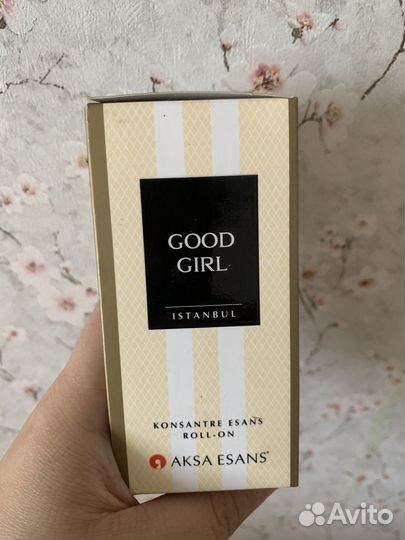 GOOD
GIRL
ISTANBUL
KONSANTRE ESANS
ROLL-ON
AKSA ESANS®
Avito